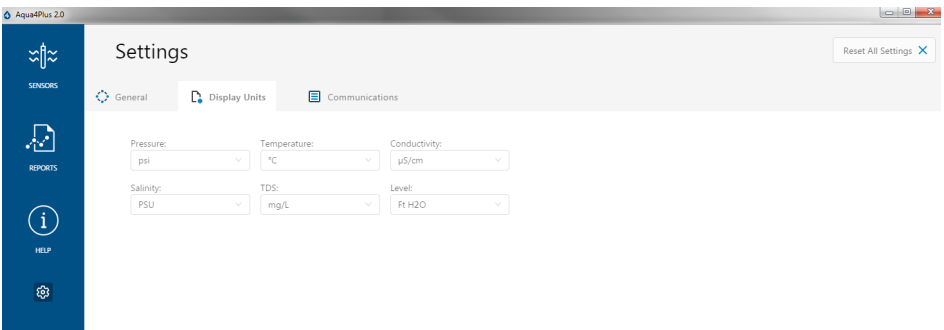 Aqua4Plus 2.0
Settings
Reset All Settings
SENSORS
General
Display Units
Communications
REPORTS
Pressure:
Temperature:
Conductivity:
psi
°C
µS/cm
Salinity:
TDS:
Level:
PSU
mg/L
Ft H2O
HELP